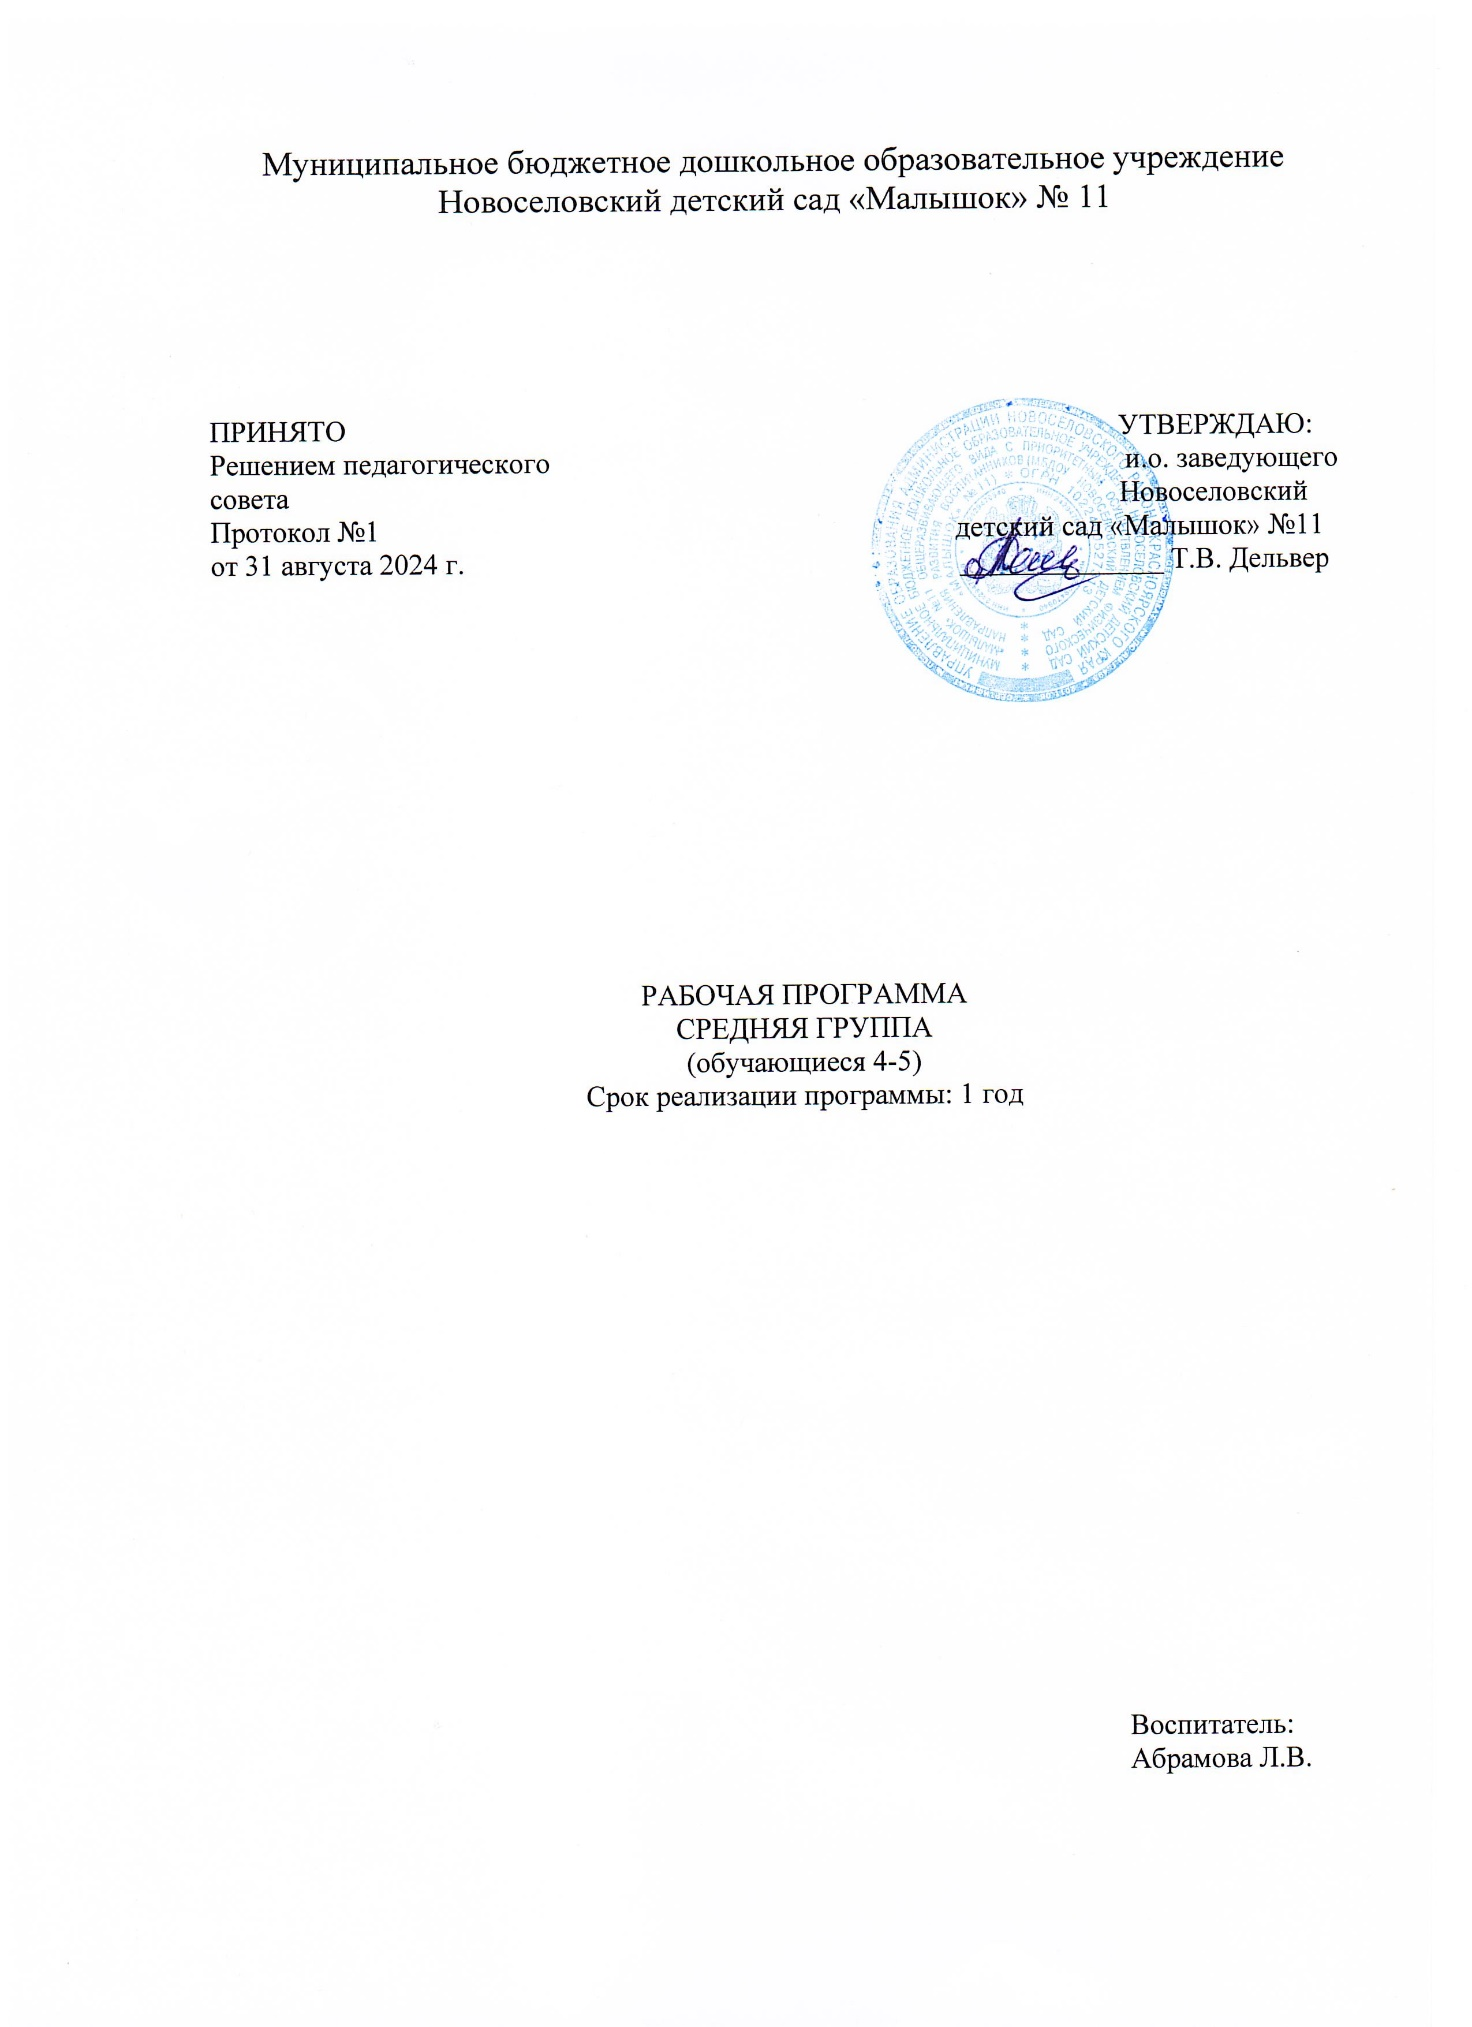 Муниципальное бюджетное дошкольное образовательное учреждение
Новоселовский детский сад «Малышок» № 11
ПРИНЯТО
Решением педагогического
совета
Протокол №1
от 31 августа 2024 г.
УТВЕРЖДАЮ:
и.о. заведующего
Новоселовский
детский сад «Малышок» №11
Т.В. Дельвер
РАБОЧАЯ ПРОГРАММА
СРЕДНЯЯ ГРУППА
(обучающиеся 4-5)
Срок реализации программы: 1 год
Воспитатель:
Абрамова Л.В.